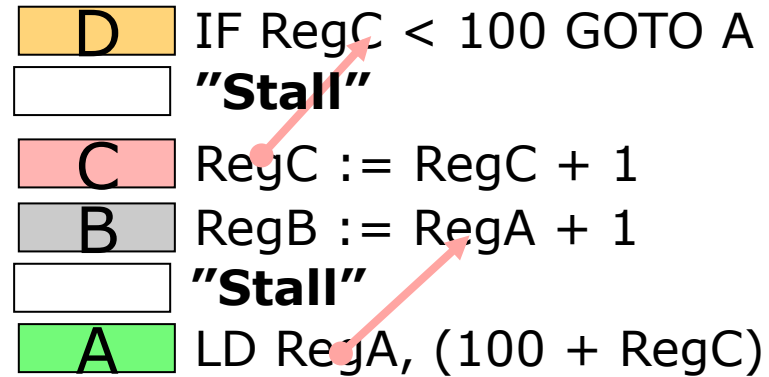 D IF RegC < 100 GOTO A
”Stall”
C RegC := RegC + 1
B RegB := RegA + 1
”Stall”
A LD RegA, (100 + RegC)